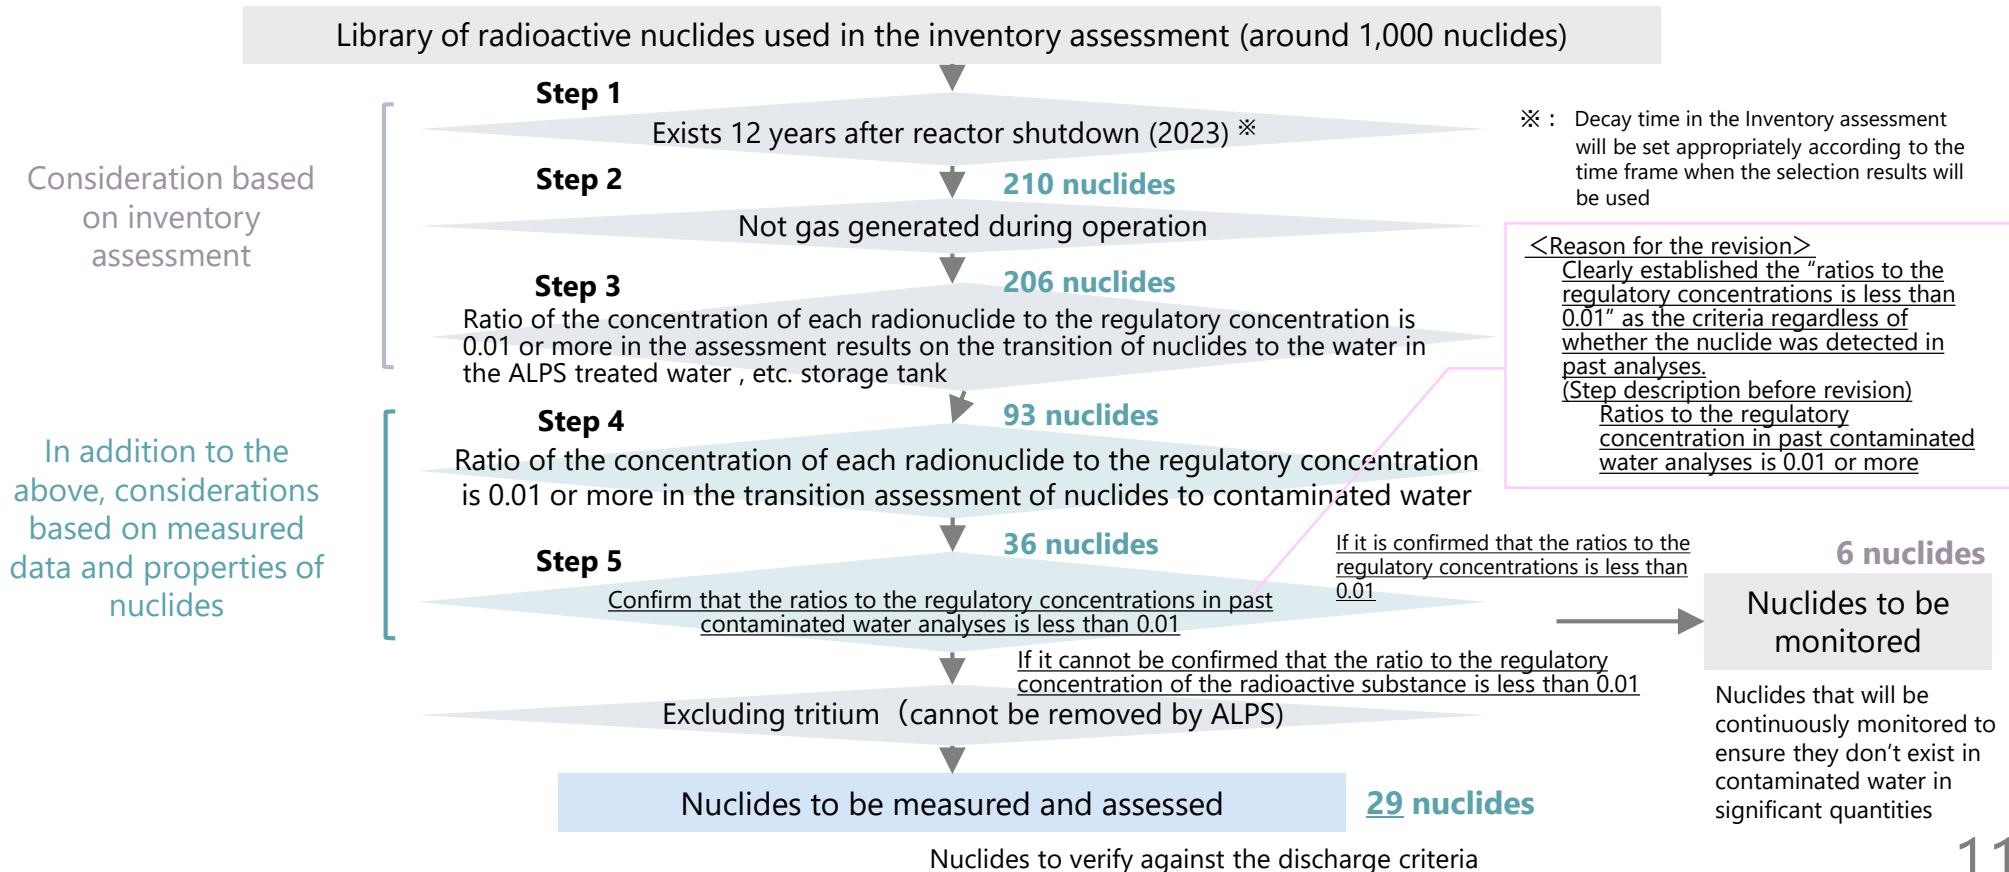 Library of radioactive nuclides used in the inventory assessment (around 1,000 nuclides)
Step 1
Exists 12 years after reactor shutdown (2023) ※
※ : Decay time in the Inventory assessment
will be set appropriately according to the
time frame when the selection results will
be used
Consideration based
on inventory
assessment
Step 2
210 nuclides
Not gas generated during operation
Step 3
206 nuclides
Ratio of the concentration of each radionuclide to the regulatory concentration is
0.01 or more in the assessment results on the transition of nuclides to the water in
the ALPS treated water , etc. storage tank
<Reason for the revision>
Clearly established the “ratios to the
regulatory concentrations is less than
0.01” as the criteria regardless of
whether the nuclide was detected in
past analyses.
(Step description before revision)
Ratios to the regulatory
concentration in past contaminated
water analyses is 0.01 or more
In addition to the
above, considerations
based on measured
data and properties of
nuclides
Step 4
93 nuclides
Ratio of the concentration of each radionuclide to the regulatory concentration
is 0.01 or more in the transition assessment of nuclides to contaminated water
Step 5
36 nuclides
Confirm that the ratios to the regulatory concentrations in past
contaminated water analyses is less than 0.01
If it is confirmed that the ratios to the
regulatory concentrations is less than
0.01
6 nuclides
Nuclides to be
monitored
Nuclides that will be
continuously monitored to
ensure they don’t exist in
contaminated water in
significant quantities
If it cannot be confirmed that the ratio to the regulatory
concentration of the radioactive substance is less than 0.01
Excluding tritium（cannot be removed by ALPS)
Nuclides to be measured and assessed
29 nuclides
Nuclides to verify against the discharge criteria
11